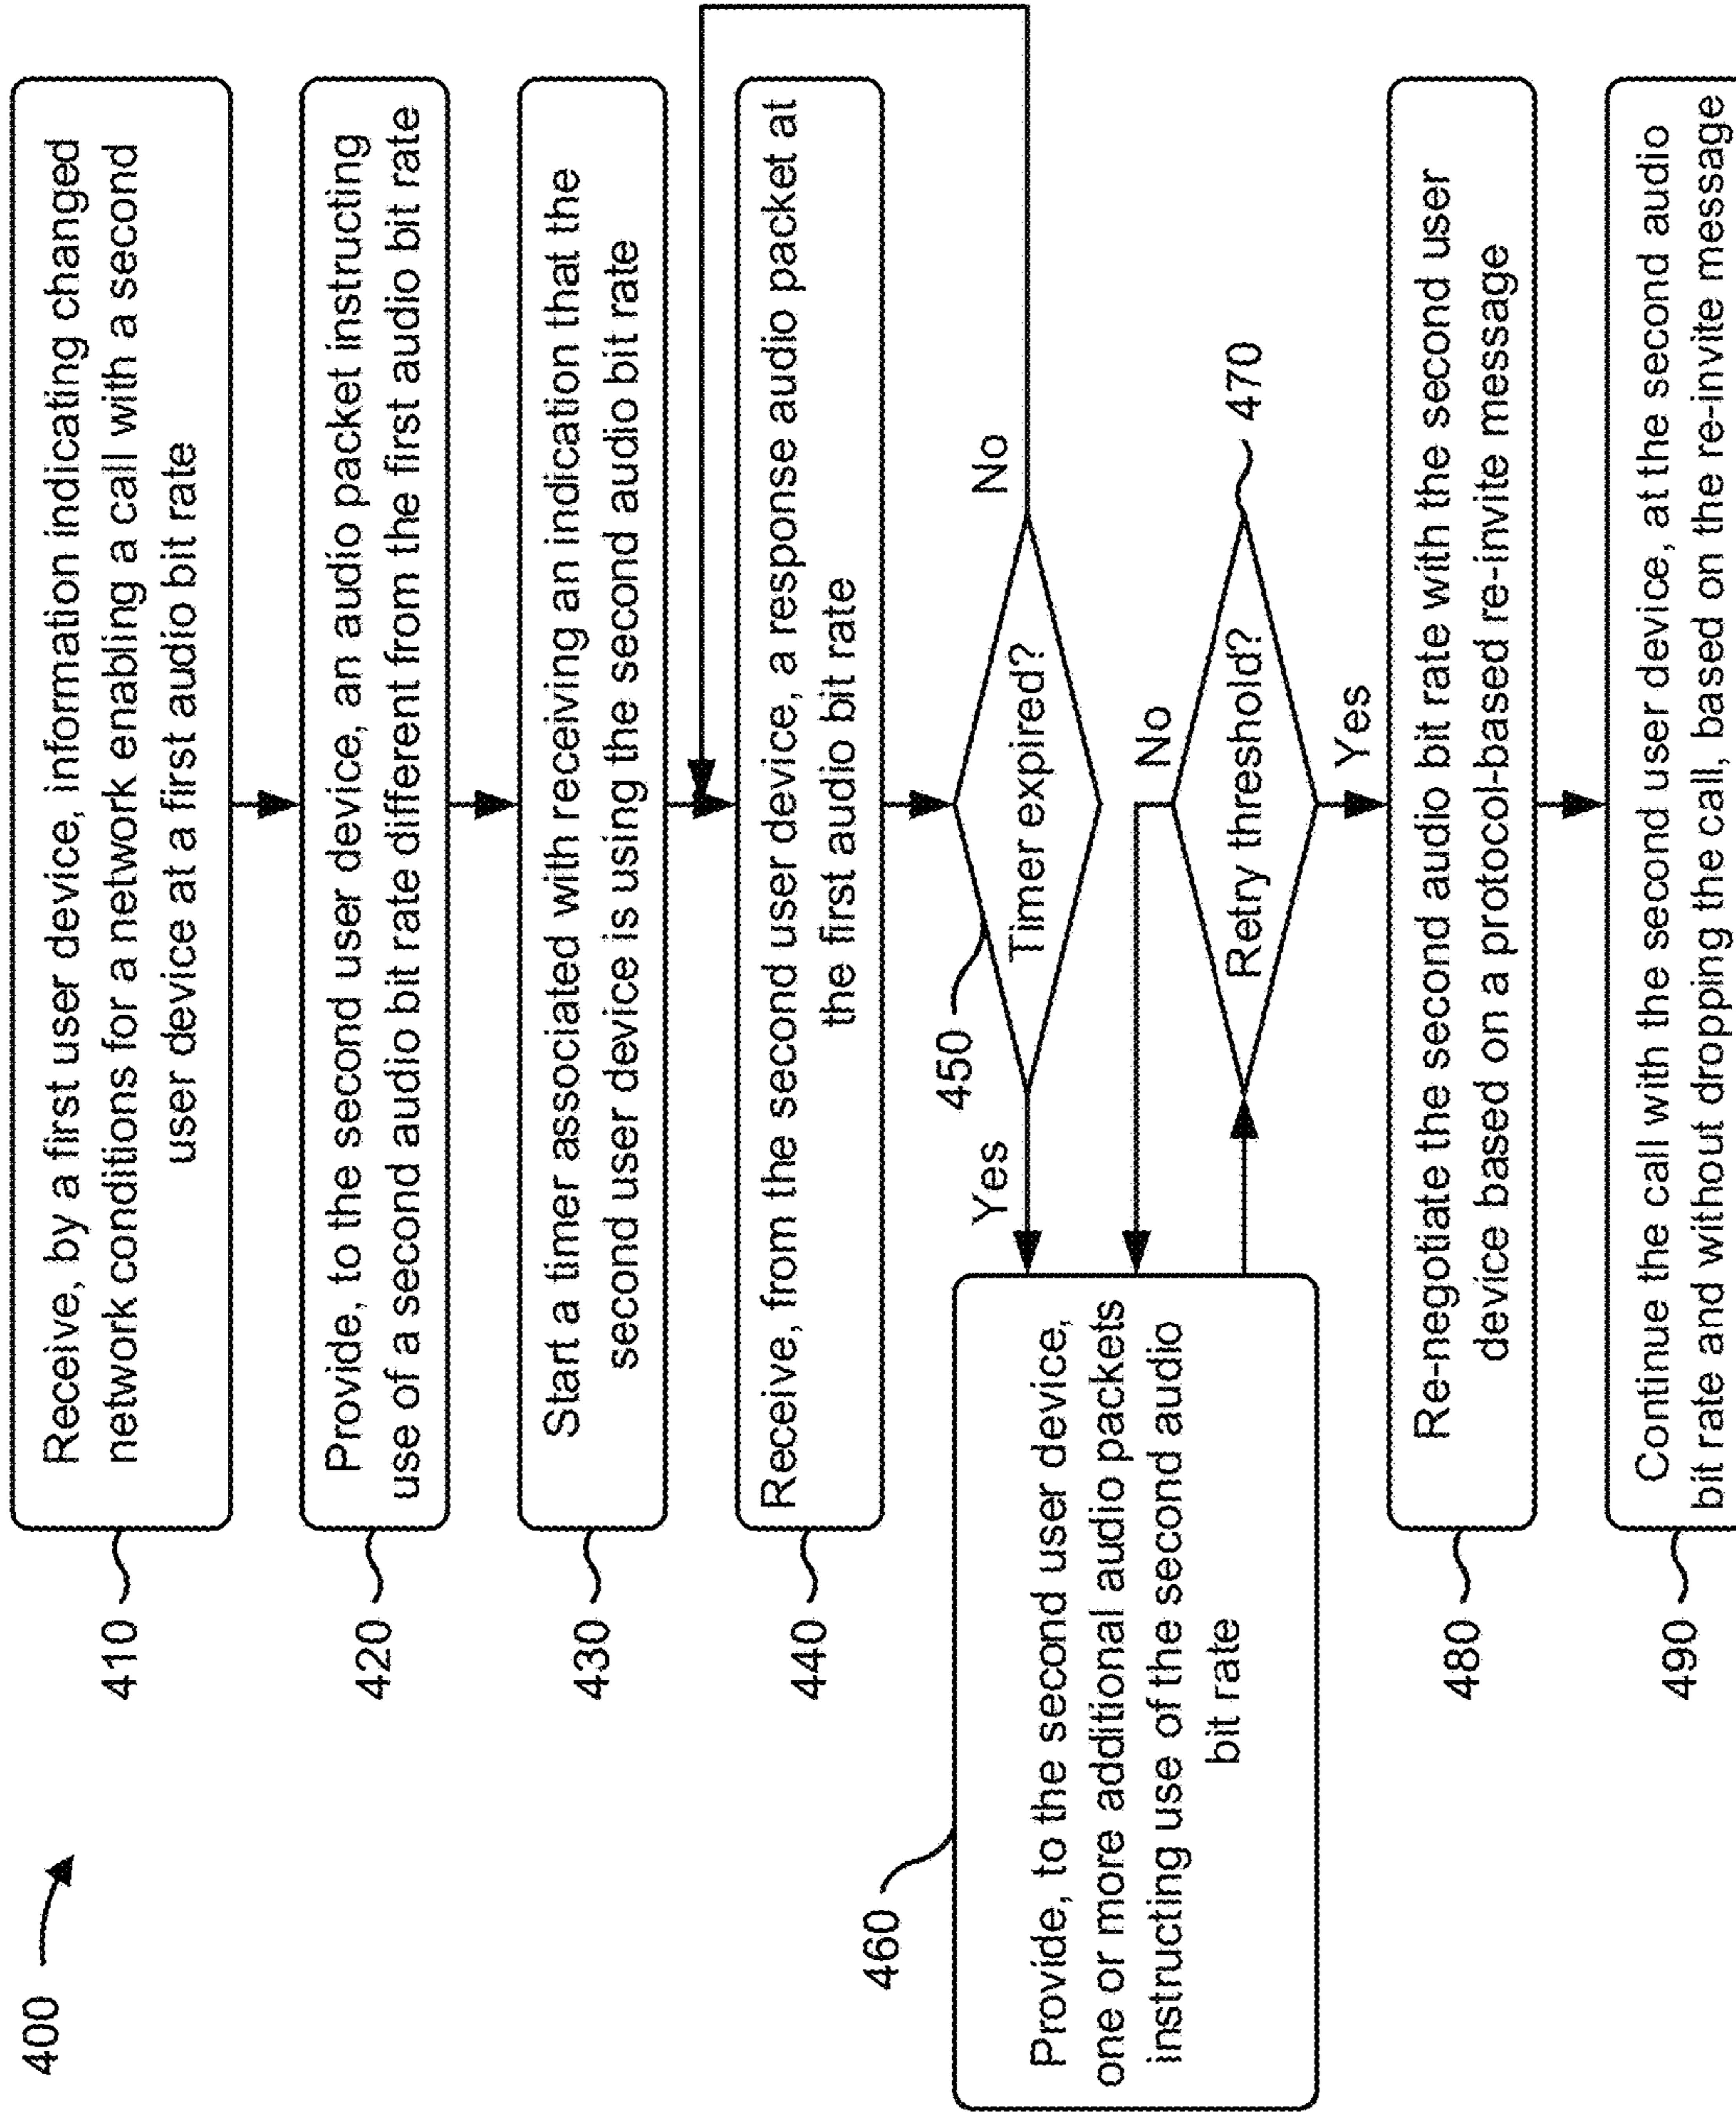 400
410
Receive, by a first user device, information indicating changed
network conditions for a network enabling a call with a second
user device at a first audio bit rate
420
Provide, to the second user device, an audio packet instructing
use of a second audio bit rate different from the first audio bit rate
430
Start a timer associated with receiving an indication that the
second user device is using the second audio bit rate
440
Receive, from the second user device, a response audio packet at
the first audio bit rate
450
Timer expired?
No
Yes
460
Provide, to the second user device,
one or more additional audio packets
instructing use of the second audio
bit rate
No
Retry threshold?
470
Yes
480
Re-negotiate the second audio bit rate with the second user
device based on a protocol-based re-invite message
490
Continue the call with the second user device, at the second audio
bit rate and without dropping the call, based on the re-invite message